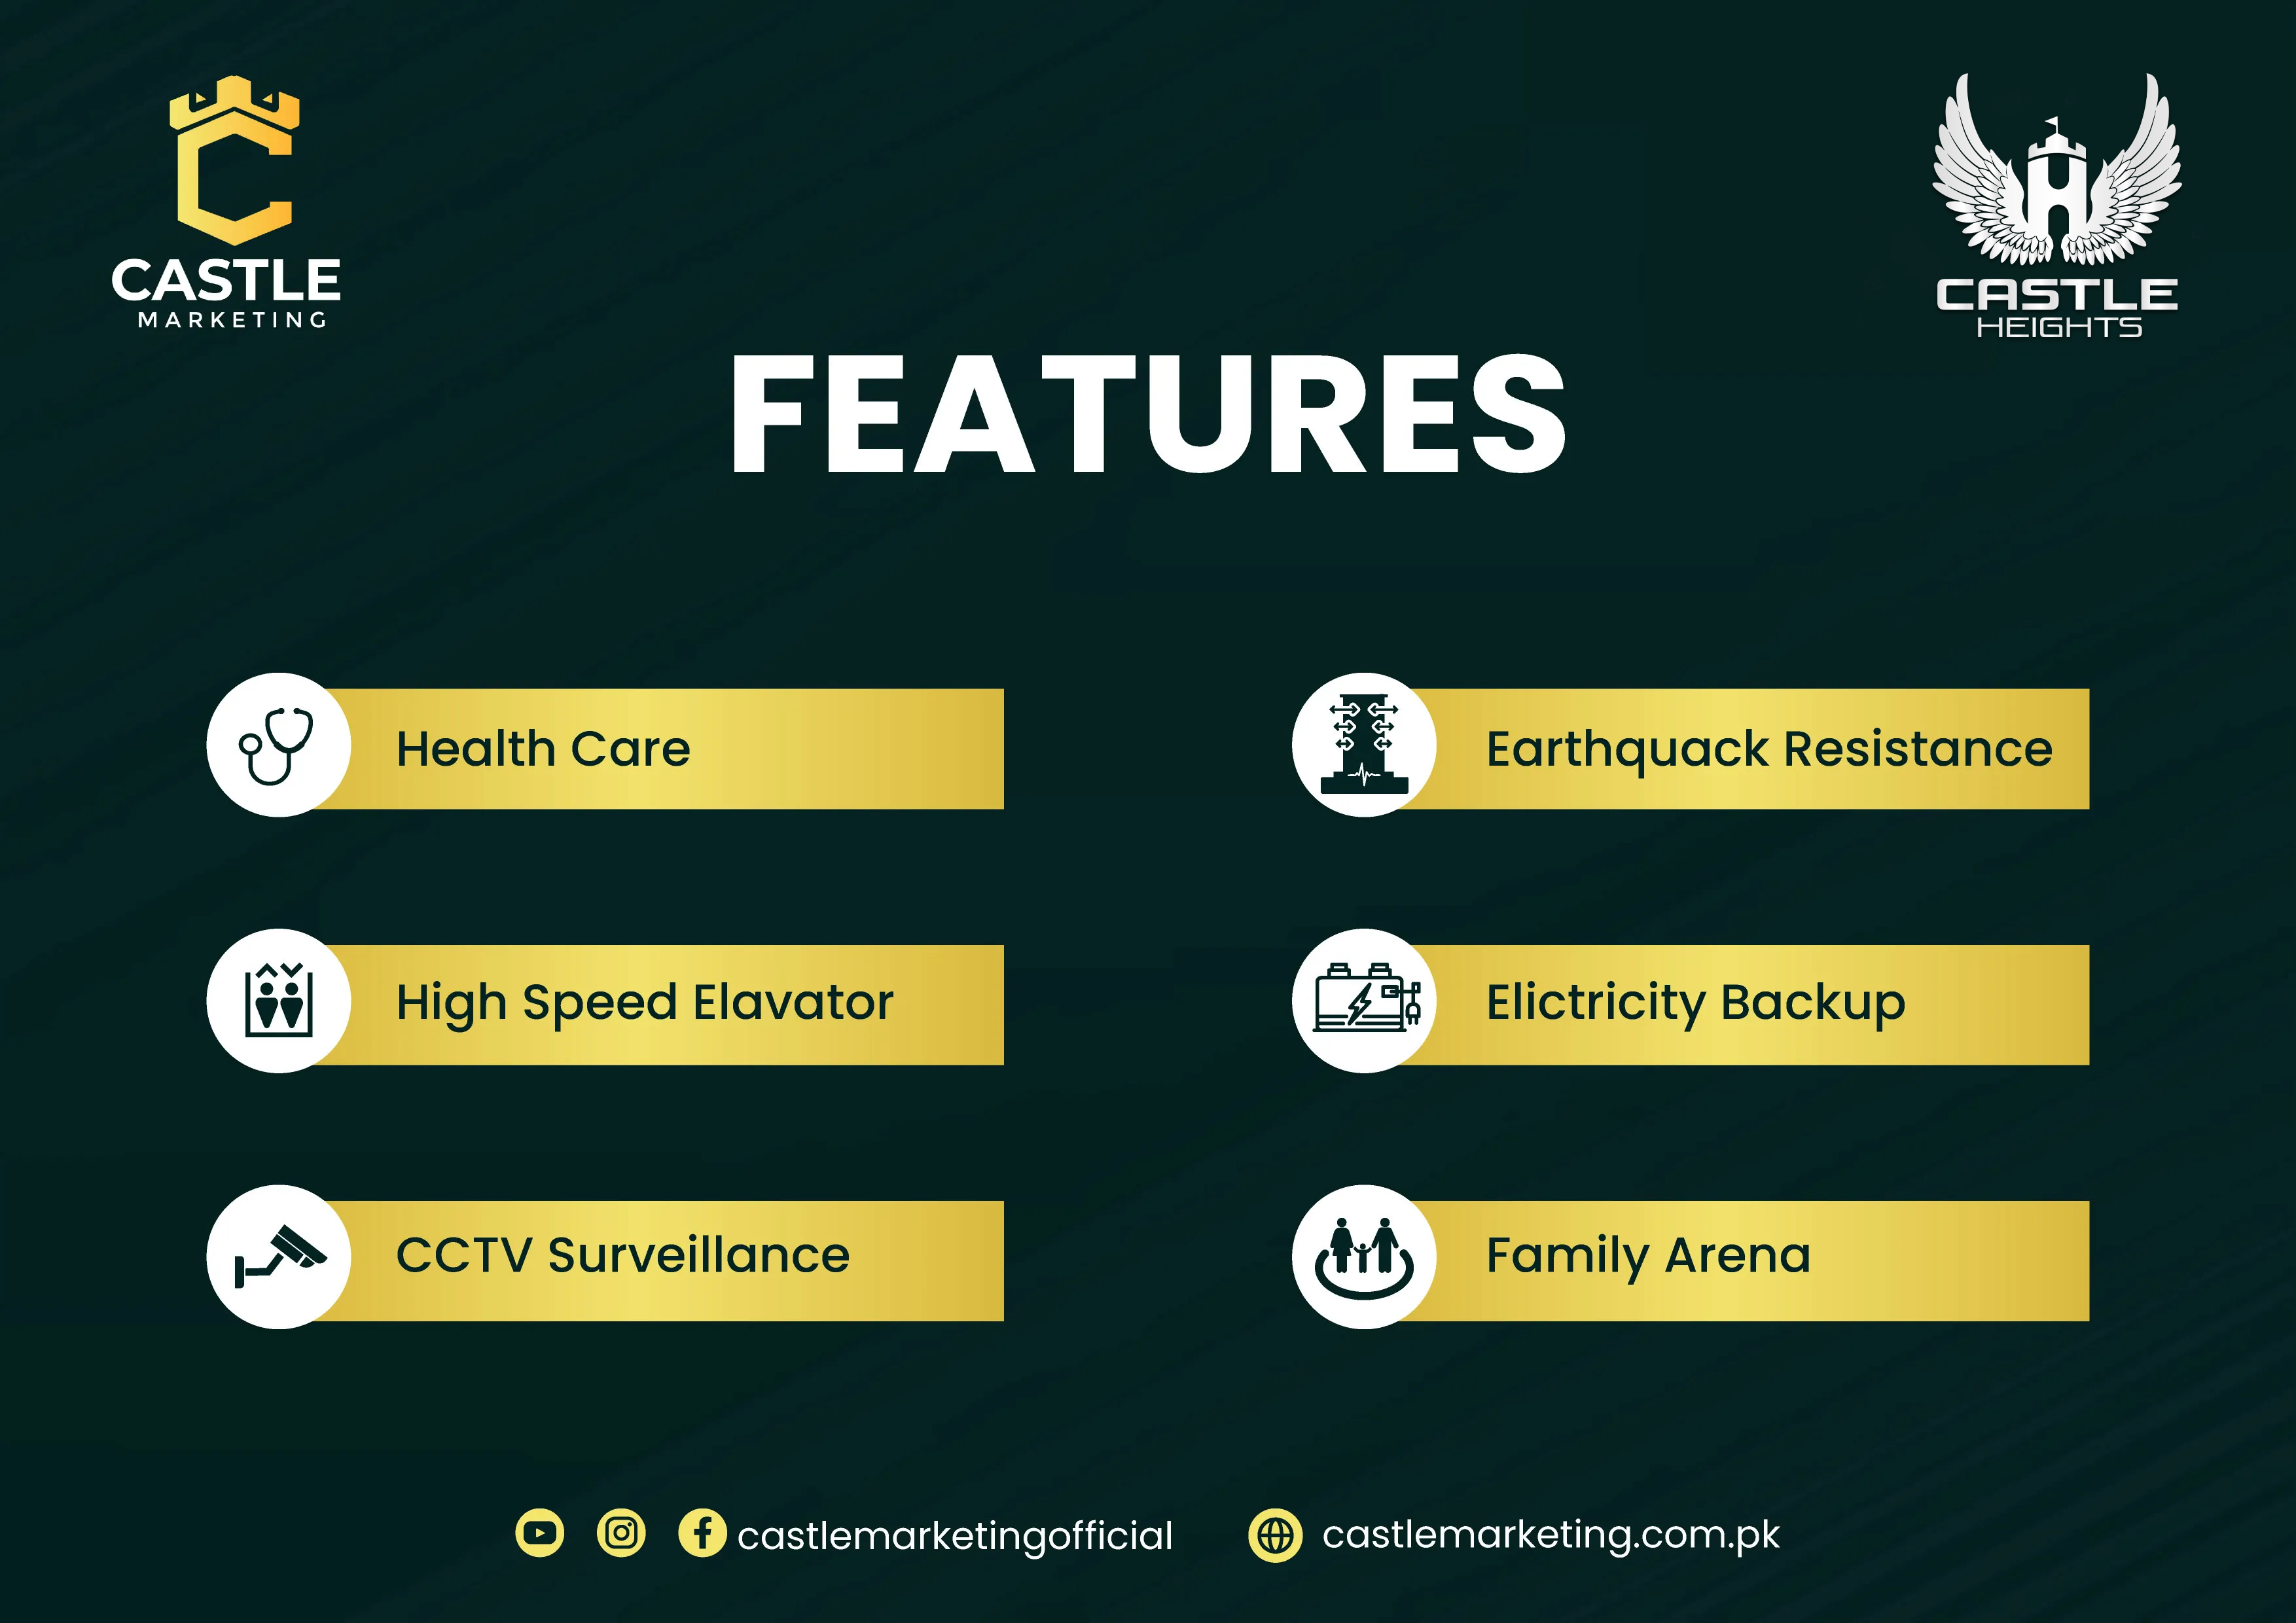 CASTLE
MARKETING
CASTLE
HEIGHTS
FEATURES
Health Care
Earthquack Resistance
High Speed Elavator
Elictricity Backup
CCTV Surveillance
Family Arena
castlemarketingofficial
castlemarketing.com.pk